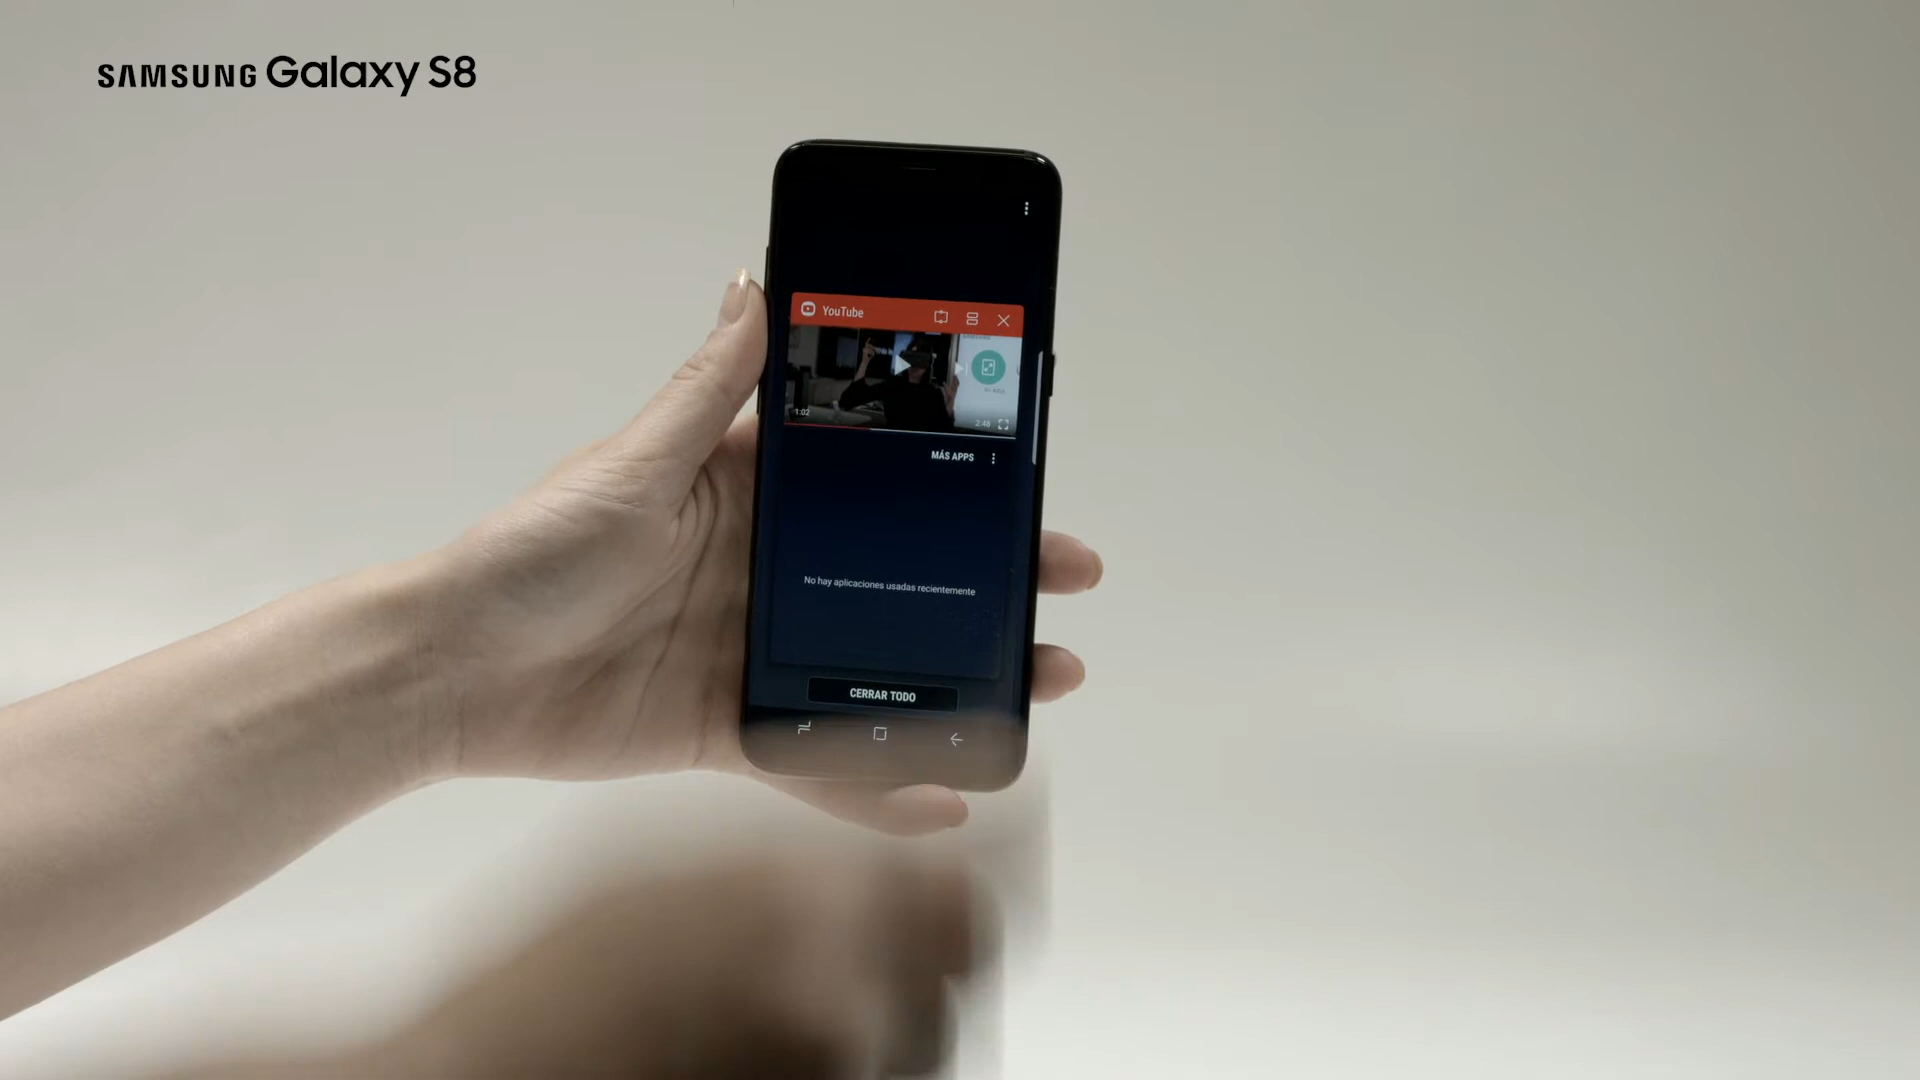 SAMSUNG Galaxy S8
YouTube
1:02
2:48
MÁS APPS
No hay aplicaciones usadas recientemente
CERRAR TODO